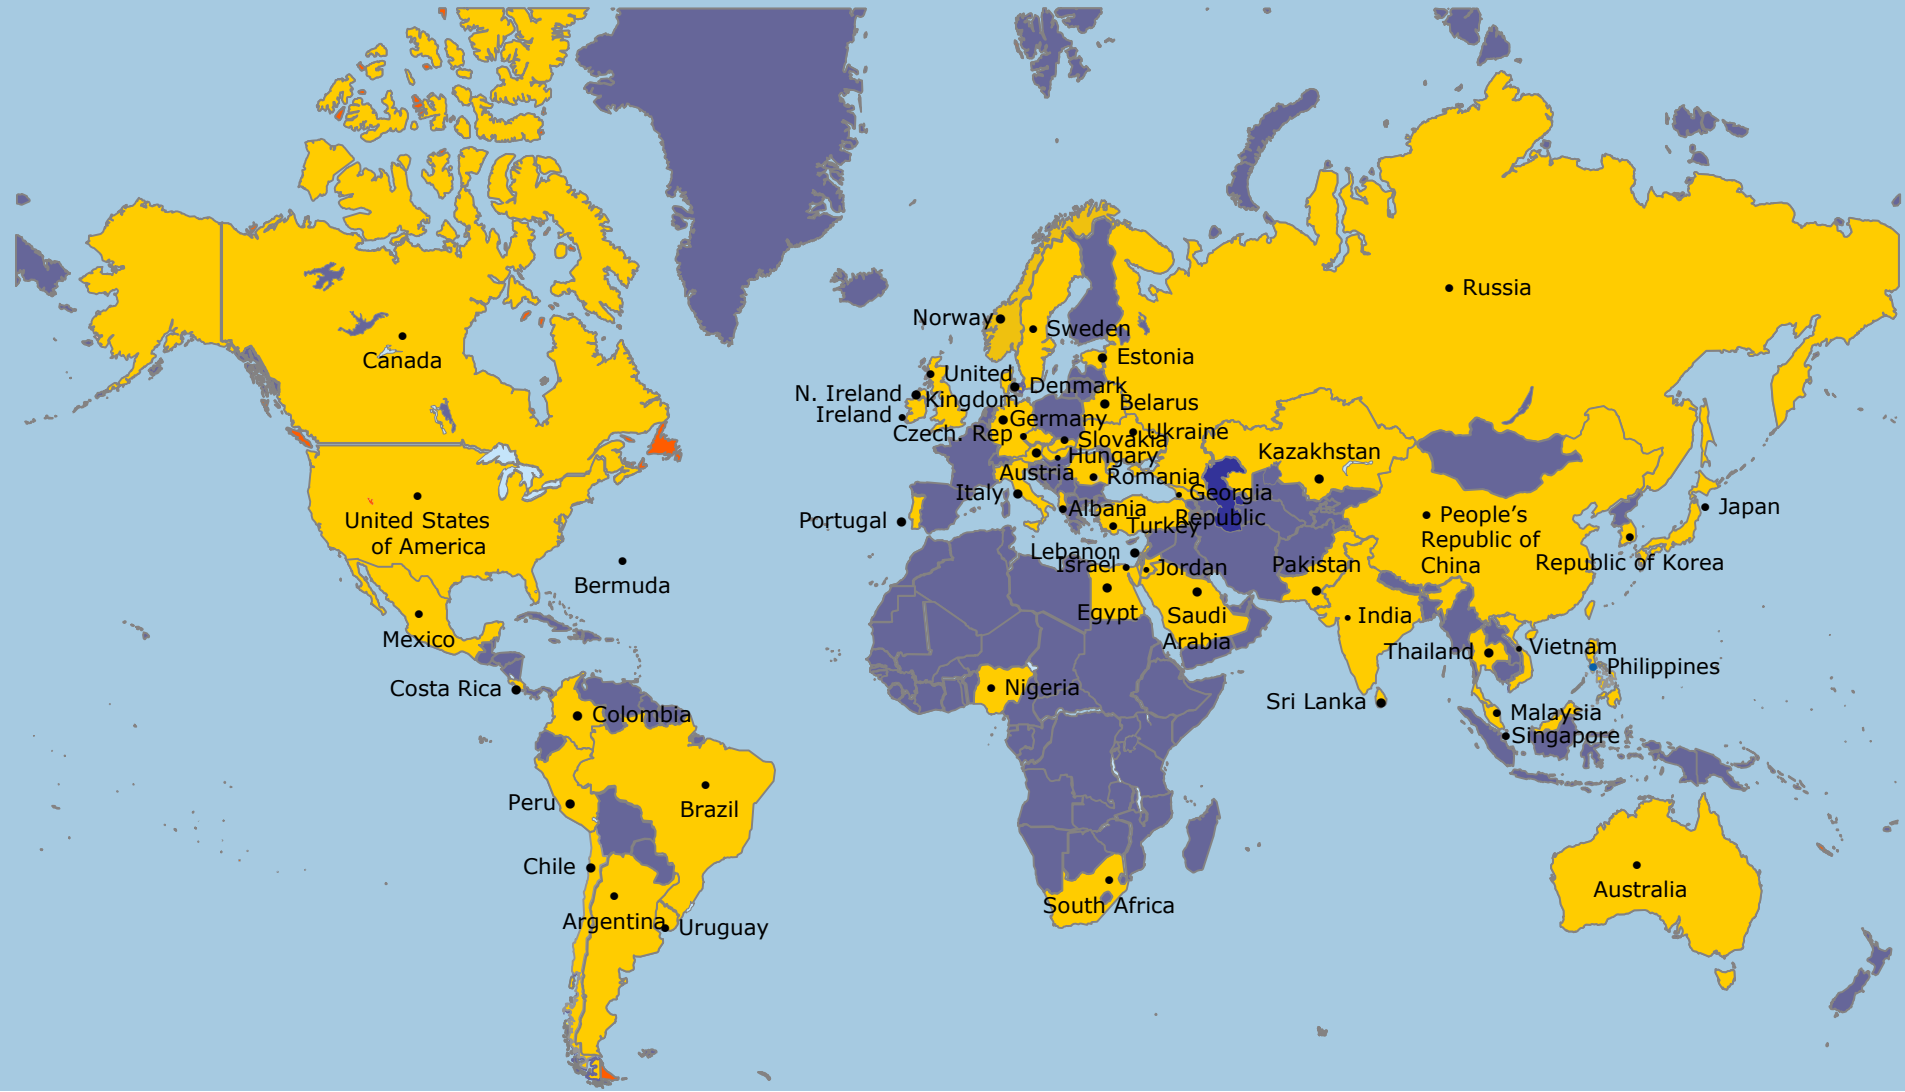 Russia
Norway
Sweden
Canada
Estonia
United
Kingdom
Denmark
N. Ireland
Ireland
Belarus
Germany
Czech. Rep
Ukraine
Slovakia
Kazakhstan
Hungary
Austria
Romania
Italy
Georgia
Republic
Albania
Portugal
Turkey
United States
of America
People's
Republic of
China
Japan
Lebanon
Israel
Jordan
Pakistan
Republic of Korea
Bermuda
Egypt
Saudi
Arabia
India
Mexico
Thailand
Vietnam
Philippines
Costa Rica
Nigeria
Sri Lanka
Colombia
Malaysia
Singapore
Peru
Brazil
Chile
Australia
South Africa
Argentina
Uruguay